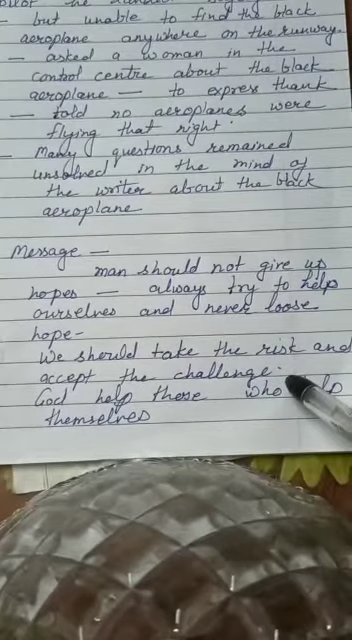 - but unable to find the black
aeroplane anywhere on the runway.
- asked a woman in the
control centre about the black
aeroplane — to express thank
- told no aeroplanes were
flying that night.
- Many questions remained
unsolved in the mind of
the writer about the black
aeroplane
Message —
man should not give up
hopes — always try to help
ourselves and never loose
hope-
We should take the risk and
accept the challenge.
God help those who
themselves